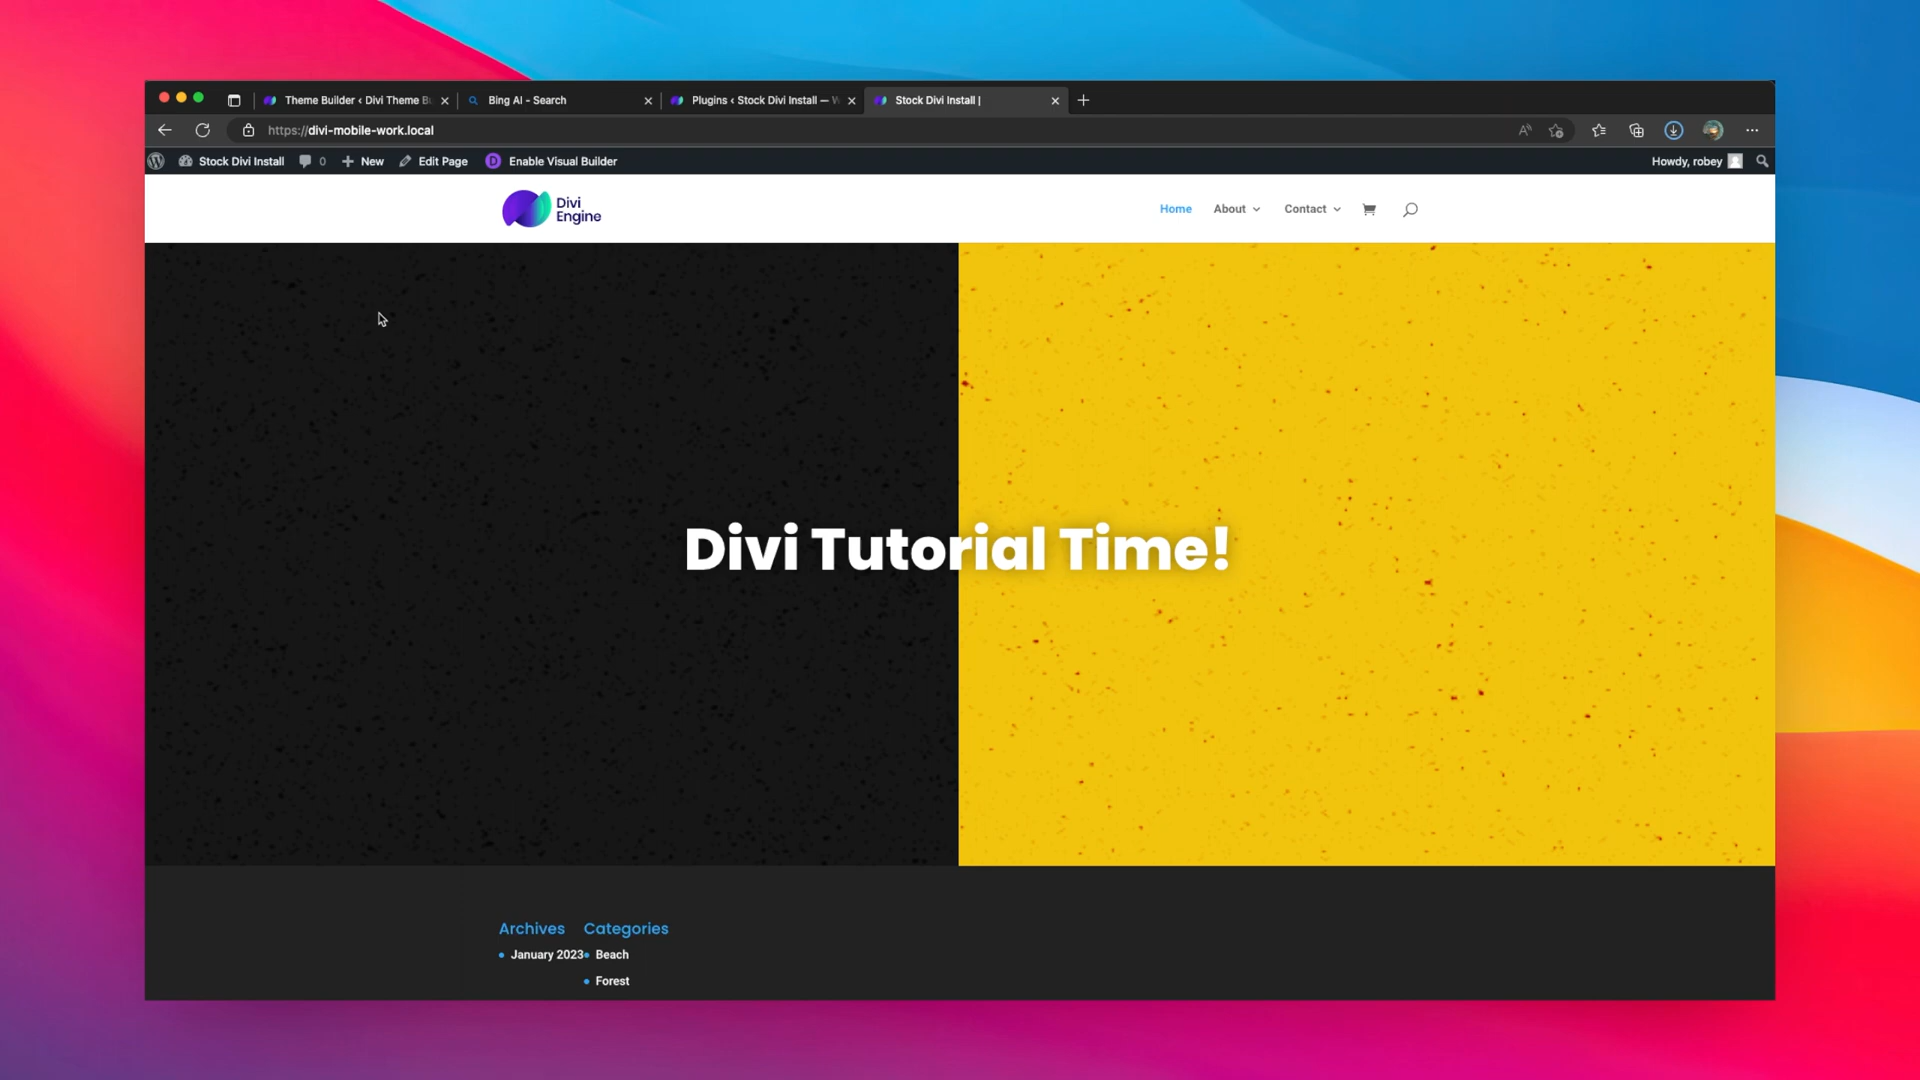 Theme Builder ‹ Divi Theme B
Bing AI - Search
Plugins ‹ Stock Divi Install —
Stock Divi Install |
https://divi-mobile-work.local
Stock Divi Install
0
New
Edit Page
D
Enable Visual Builder
Howdy, robey
Divi
Engine
Home
About
Contact
Divi Tutorial Time!
Archives
Categories
January 2023
Beach
Forest